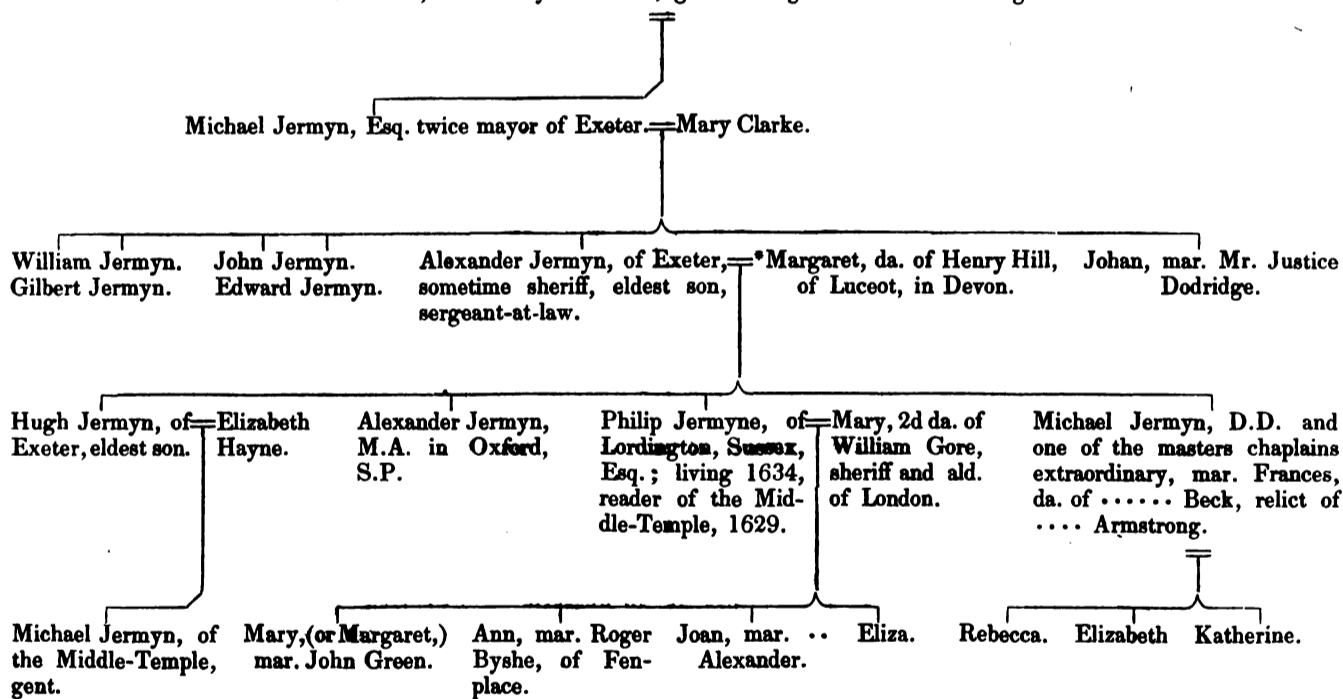 Michael Jermyn, Esq. twice mayor of Exeter.=Mary Clarke.
William Jermyn.
Gilbert Jermyn.
John Jermyn.
Edward Jermyn.
Alexander Jermyn, of Exeter,=*Margaret, da. of Henry Hill,
sometime sheriff, eldest son,
sergeant-at-law.
of Luceot, in Devon.
Johan, mar. Mr. Justice
Dodridge.
Hugh Jermyn, of=Elizabeth
Exeter, eldest son.
Hayne.
Alexander Jermyn,
M.A. in Oxford,
S.P.
Philip Jermyne, of=Mary, 2d da. of
Lordington, Sussex,
Esq.; living 1634,
reader of the Mid-
dle-Temple, 1629.
William Gore,
sheriff and ald.
of London.
Michael Jermyn, D.D. and
one of the masters chaplains
extraordinary, mar. Frances,
da. of ······ Beck, relict of
···· Armstrong.
Michael Jermyn, of
the Middle-Temple,
gent.
Mary,(or Margaret,)
mar. John Green.
Ann, mar. Roger
Byshe, of Fen-
place.
Joan, mar. ··
Alexander.
Eliza.
Rebecca.
Elizabeth
Katherine.